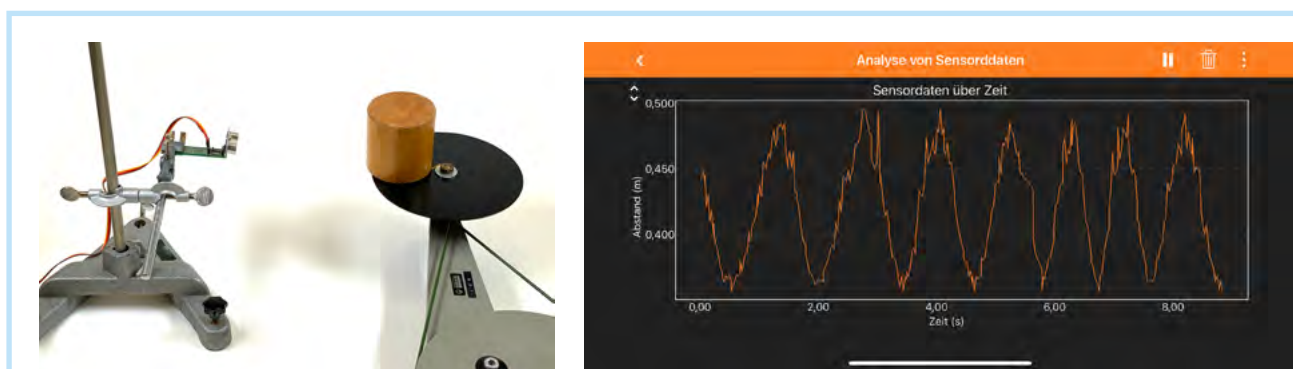 Analyse von Sensorddaten
Sensordaten über Zeit
0,500
0,450
0,400
Abstand (m)
0,00 2,00 4,00 6,00 8,00
Zeit (s)